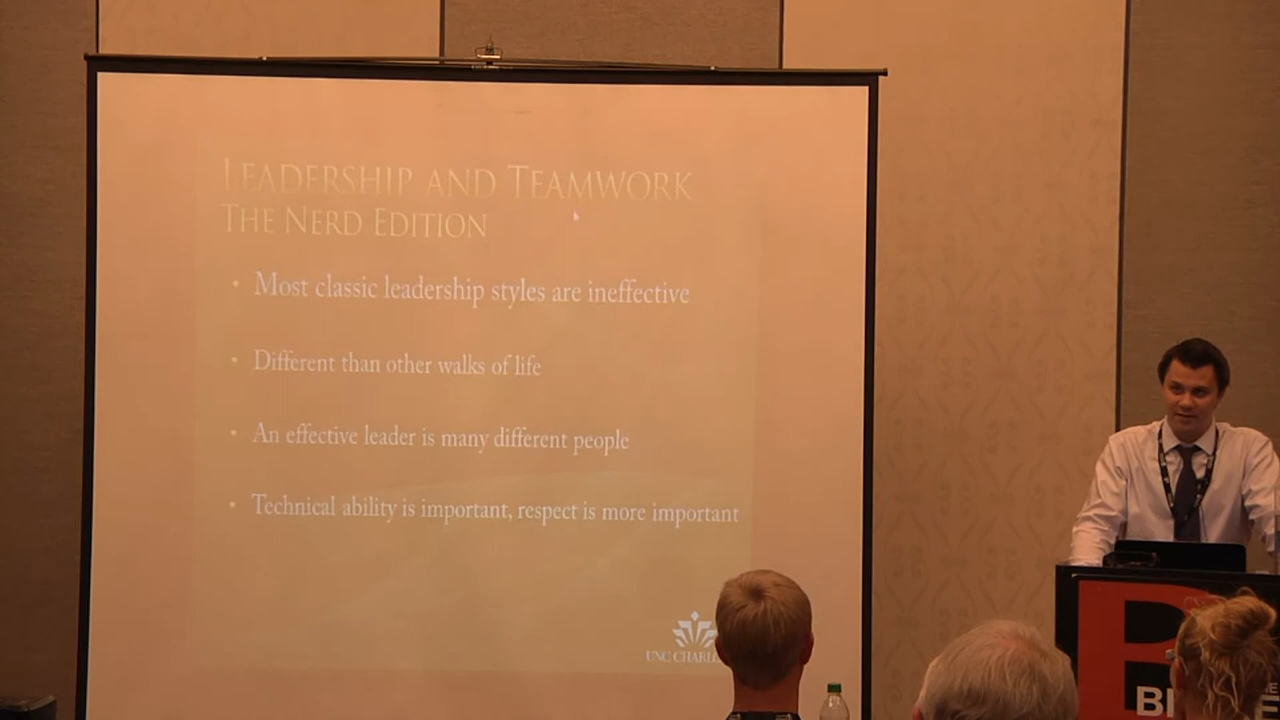 LEADERSHIP AND TEAMWORK
THE NERD EDITION
• Most classic leadership styles are ineffective
• Different than other walks of life
• An effective leader is many different people
• Technical ability is important, respect is more important
UNC